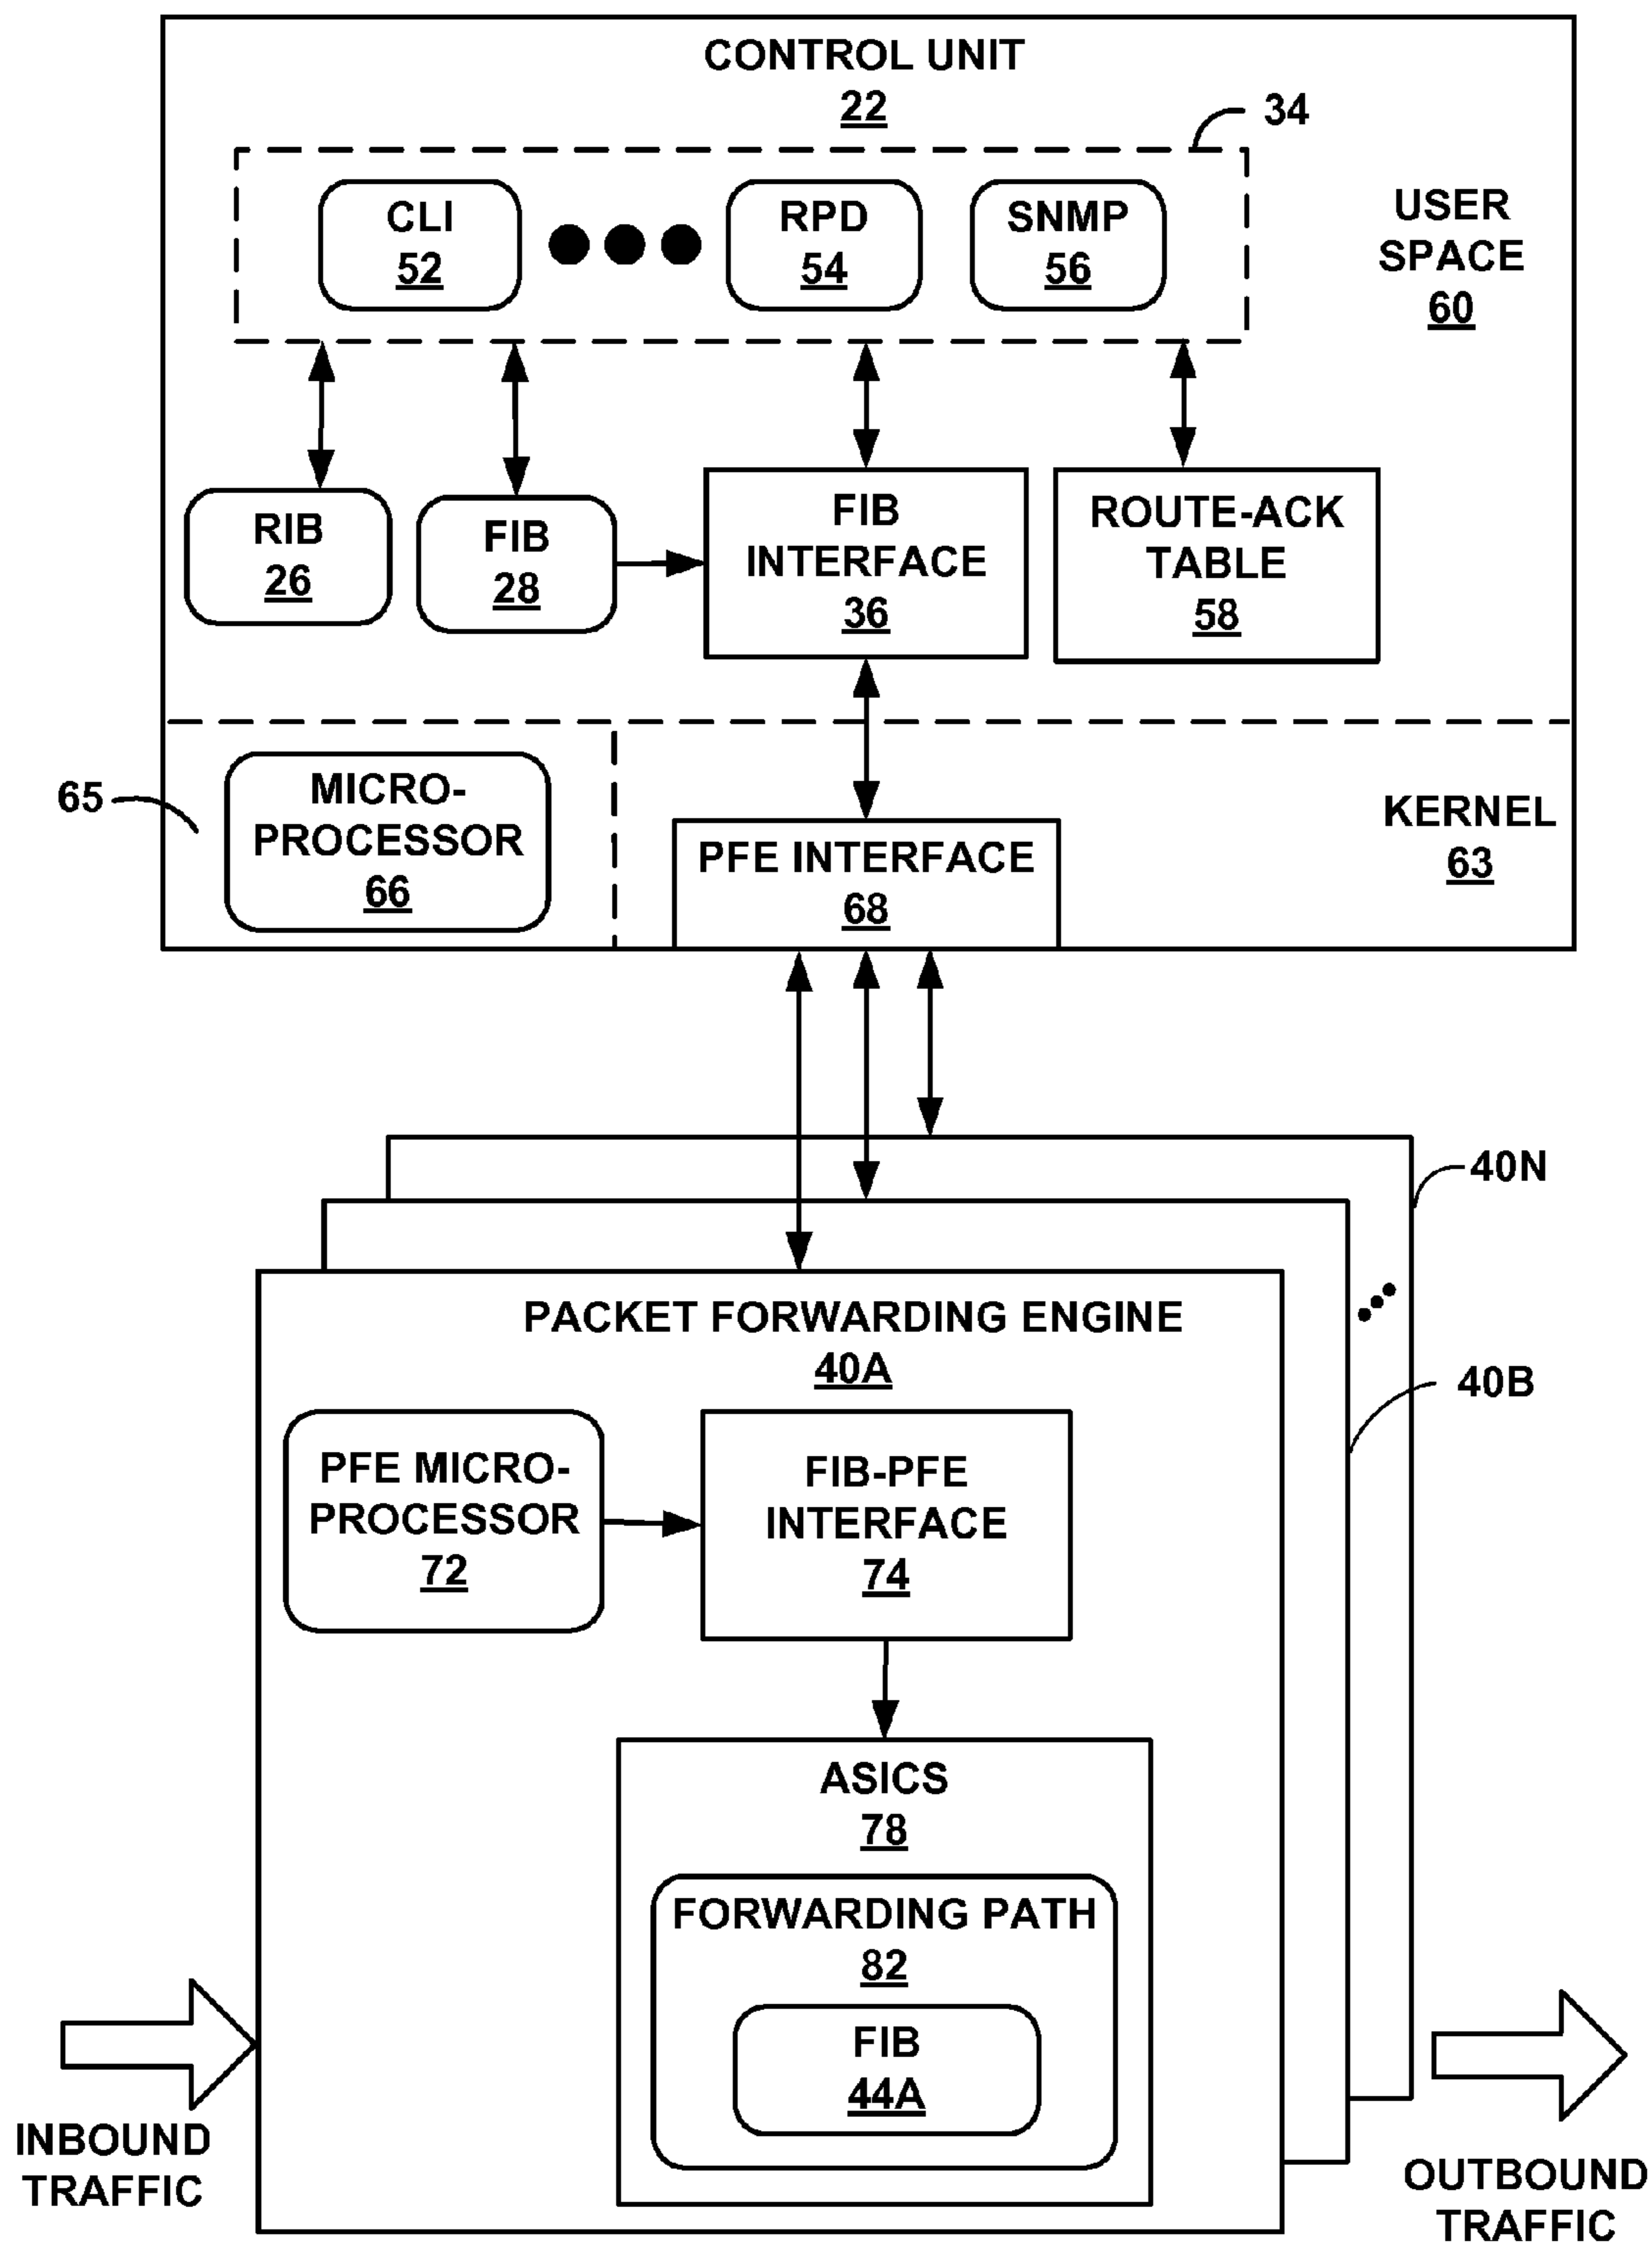 CONTROL UNIT
22
34
CLI
52
RPD
54
SNMP
56
USER
SPACE
60
RIB
26
FIB
28
FIB
INTERFACE
36
ROUTE-ACK
TABLE
58
65
MICRO-
PROCESSOR
66
PFE INTERFACE
68
KERNEL
63
40N
PACKET FORWARDING ENGINE
40A
40B
PFE MICRO-
PROCESSOR
72
FIB-PFE
INTERFACE
74
ASICS
78
FORWARDING PATH
82
FIB
44A
INBOUND
TRAFFIC
OUTBOUND
TRAFFIC